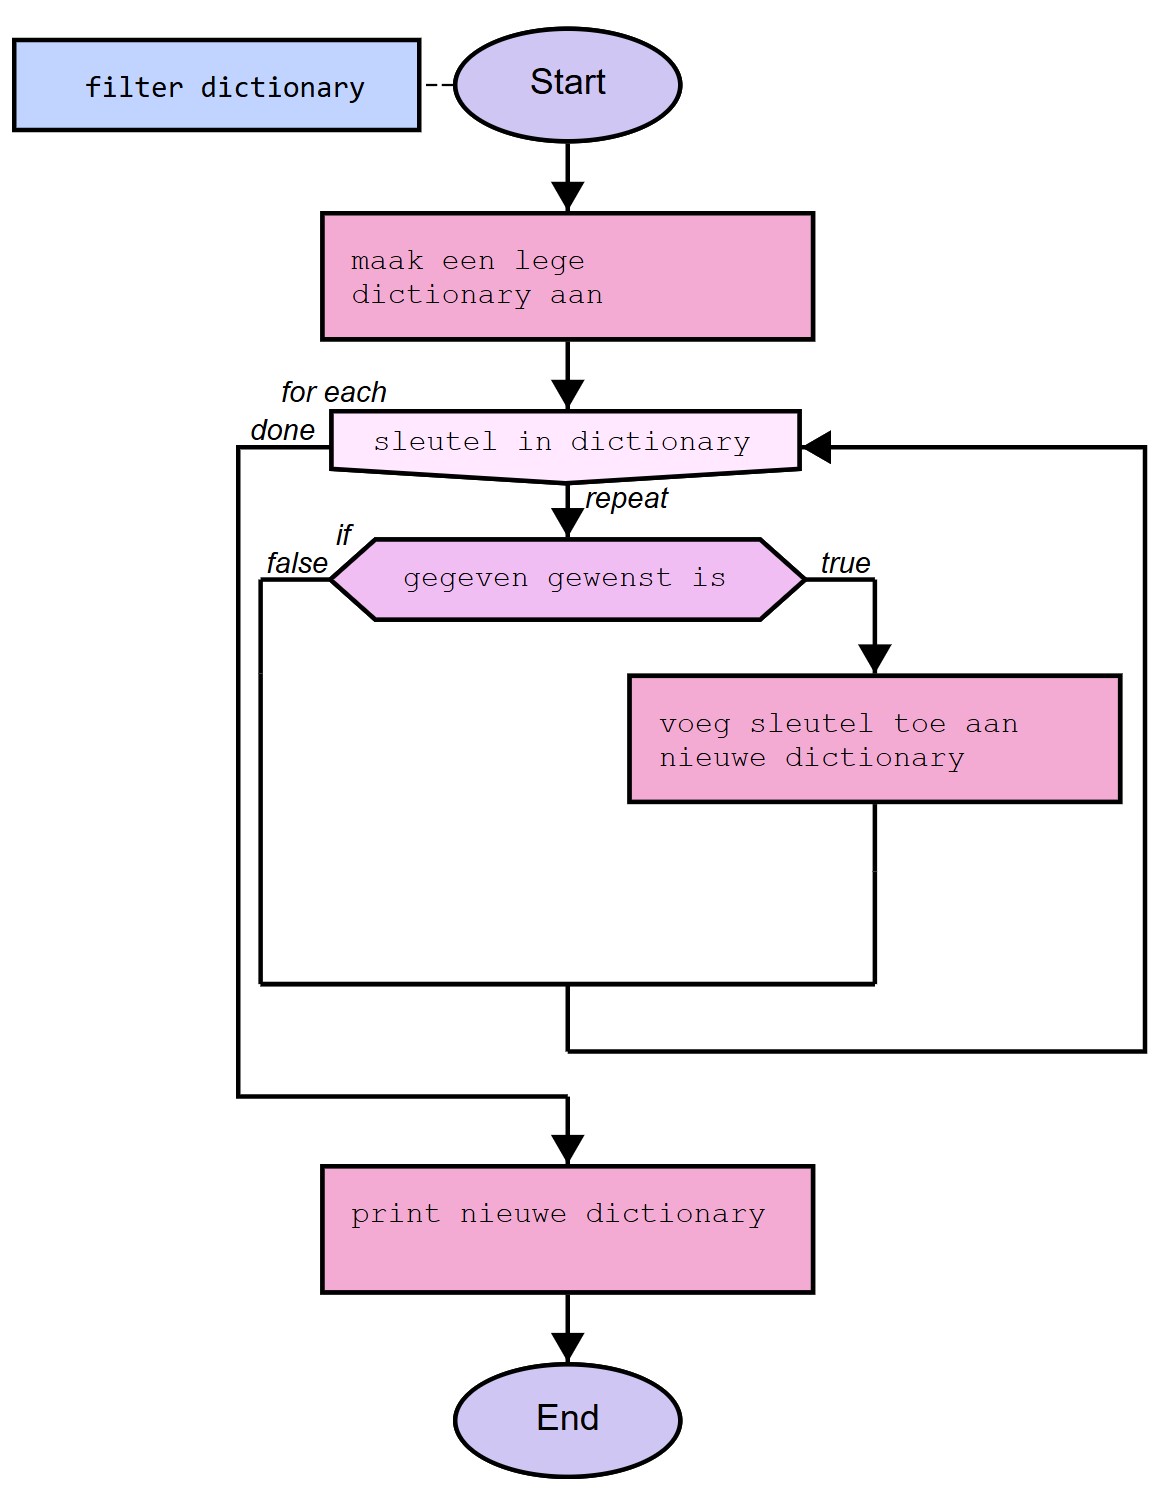 filter dictionary
Start
maak een lege
dictionary aan
for each
done
sleutel in dictionary
repeat
if
false
gegeven gewenst is
true
voeg sleutel toe aan
nieuwe dictionary
print nieuwe dictionary
End